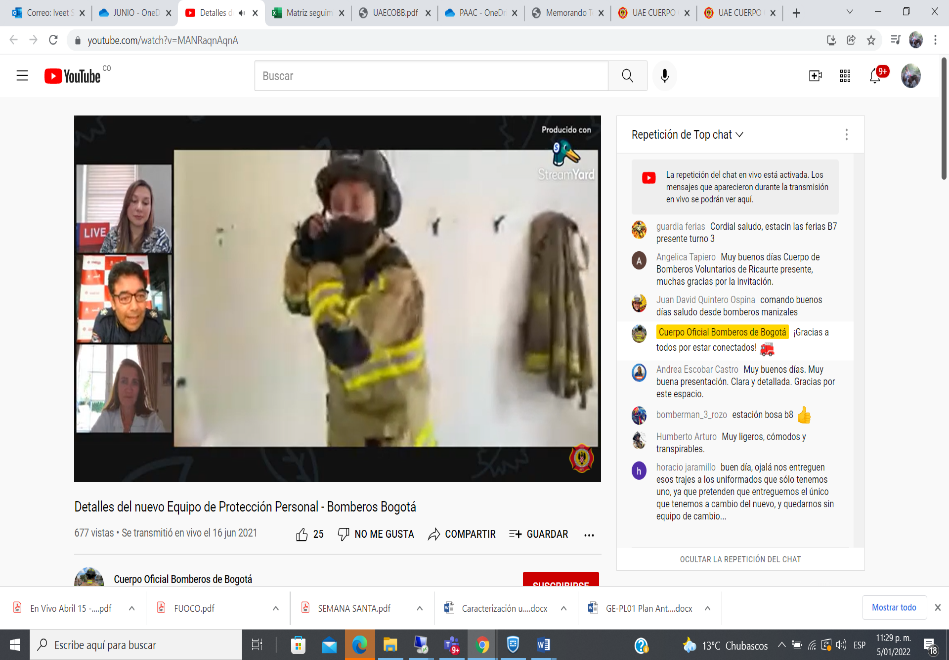 Correo: Iveet S
JUNIO - OneD
Detalles d
Matriz seguim
UAECOBB.pdf
PAAC - OneDr
Memorando T
UAE CUERPO
UAE CUERPO
youtube.com/watch?v=MANRaqnAqnA
YouTube CO
Buscar
9+
Producido con
StreamYard
LIVE
Repetición de Top chat
La repetición del chat en vivo está activada. Los
mensajes que aparecieron durante la transmisión
en vivo se podrán ver aquí.
guardia ferias Cordial saludo, estacín las ferias B7
presente turno 3
Angelica Tapiero Muy buenos días Cuerpo de
Bomberos Voluntarios de Ricaurte presente,
muchas gracias por la invitación.
Juan David Quintero Ospina comando buenos
días saludo desde bomberos manizales
Cuerpo Oficial Bomberos de Bogotá ¡Gracias a
todos por estar conectados!
Andrea Escobar Castro Muy buenos días. Muy
buena presentación. Clara y detallada. Gracias por
este espacio.
bomberman_3_rozo estación bosa b8
Humberto Arturo Muy ligeros, cómodos y
transpirables.
horacio jaramillo buen día, ojalá nos entreguen
esos trajes a los uniformados que sólo tenemos
uno, ya que pretenden que entreguemos el único
que tenemos a cambio del nuevo, y quedarnos sin
equipo de cambio...
OCULTAR LA REPETICIÓN DEL CHAT
Detalles del nuevo Equipo de Protección Personal - Bomberos Bogotá
677 vistas • Se transmitió en vivo el 16 jun 2021
25
NO ME GUSTA
COMPARTIR
GUARDAR
Cuerpo Oficial Bomberos de Bogotá
SUSCRIBIRSE
En Vivo Abril 15 -....pdf
FUOCO.pdf
SEMANA SANTA.pdf
Caracterización u....docx
GE-PL01 Plan Ant....docx
Mostrar todo
Escribe aquí para buscar
13°C Chubascos
ESP
11:29 p. m.
5/01/2022
18